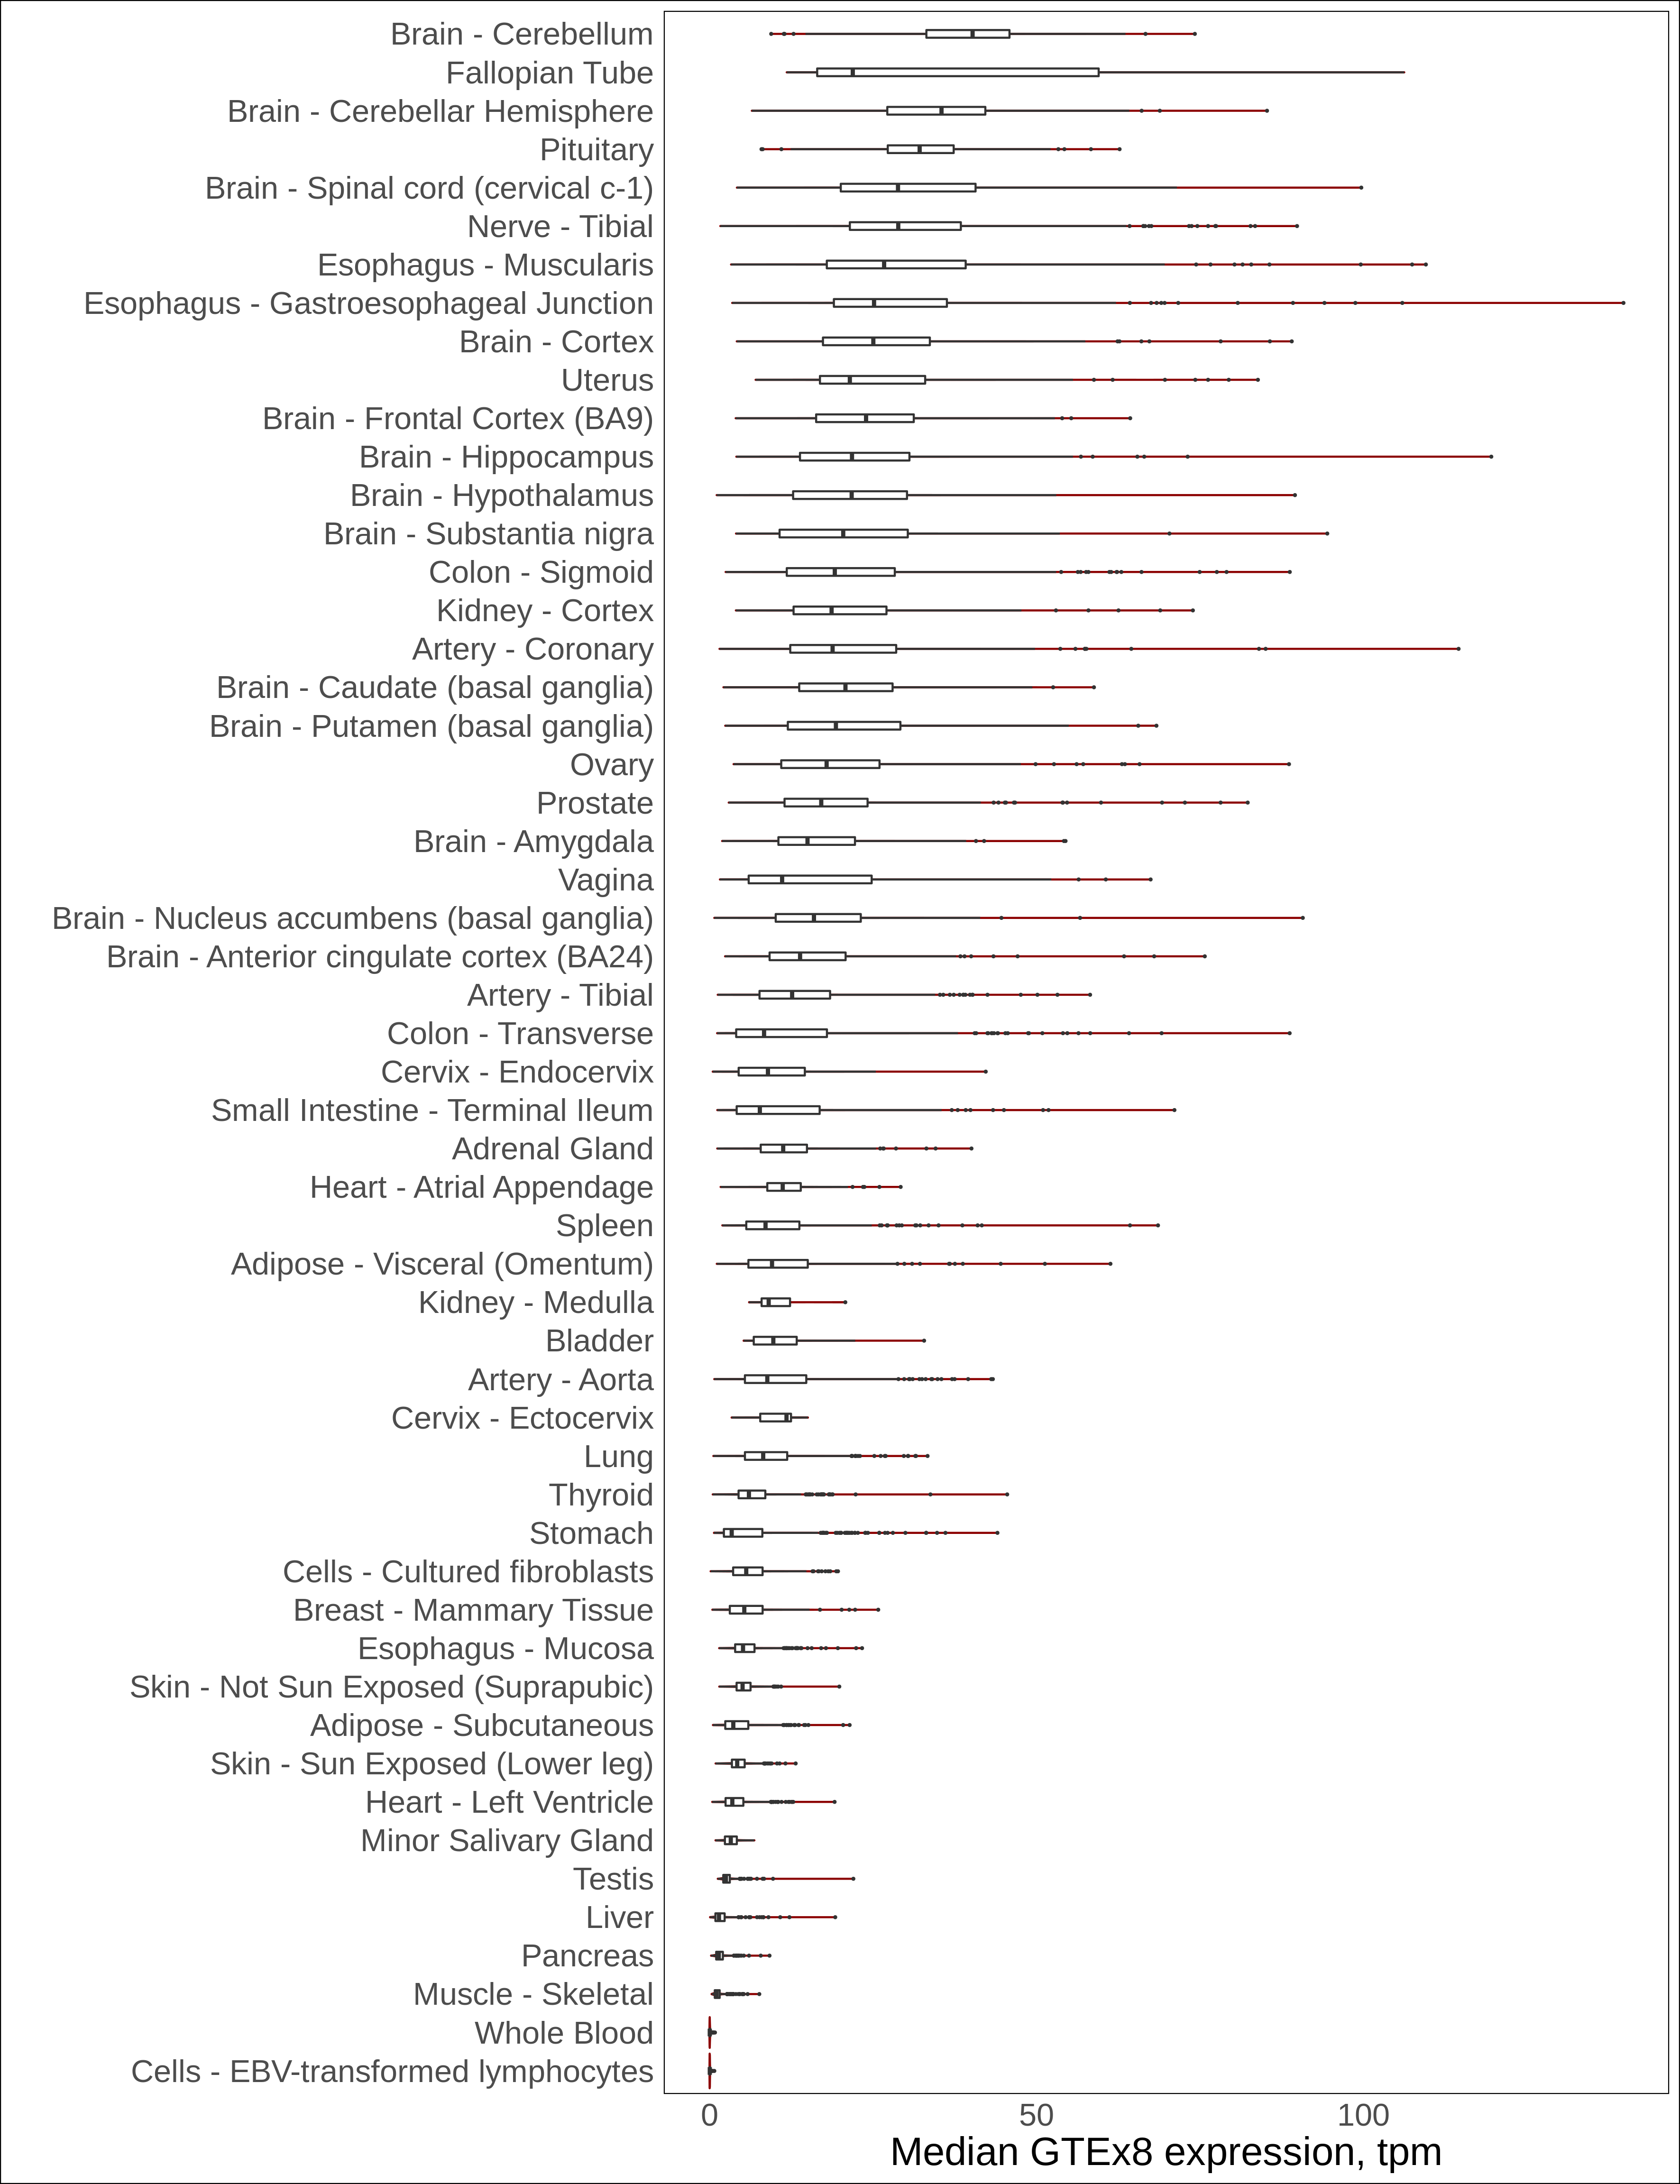 Brain - Cerebellum
Fallopian Tube
Brain - Cerebellar Hemisphere
Pituitary
Brain - Spinal cord (cervical c-1)
Nerve - Tibial
Esophagus - Muscularis
Esophagus - Gastroesophageal Junction
Brain - Cortex
Uterus
Brain - Frontal Cortex (BA9)
Brain - Hippocampus
Brain - Hypothalamus
Brain - Substantia nigra
Colon - Sigmoid
Kidney - Cortex
Artery - Coronary
Brain - Caudate (basal ganglia)
Brain - Putamen (basal ganglia)
Ovary
Prostate
Brain - Amygdala
Vagina
Brain - Nucleus accumbens (basal ganglia)
Brain - Anterior cingulate cortex (BA24)
Artery - Tibial
Colon - Transverse
Cervix - Endocervix
Small Intestine - Terminal Ileum
Adrenal Gland
Heart - Atrial Appendage
Spleen
Adipose - Visceral (Omentum)
Kidney - Medulla
Bladder
Artery - Aorta
Cervix - Ectocervix
Lung
Thyroid
Stomach
Cells - Cultured fibroblasts
Breast - Mammary Tissue
Esophagus - Mucosa
Skin - Not Sun Exposed (Suprapubic)
Adipose - Subcutaneous
Skin - Sun Exposed (Lower leg)
Heart - Left Ventricle
Minor Salivary Gland
Testis
Liver
Pancreas
Muscle - Skeletal
Whole Blood
Cells - EBV-transformed lymphocytes
0 50 100
Median GTEx8 expression, tpm